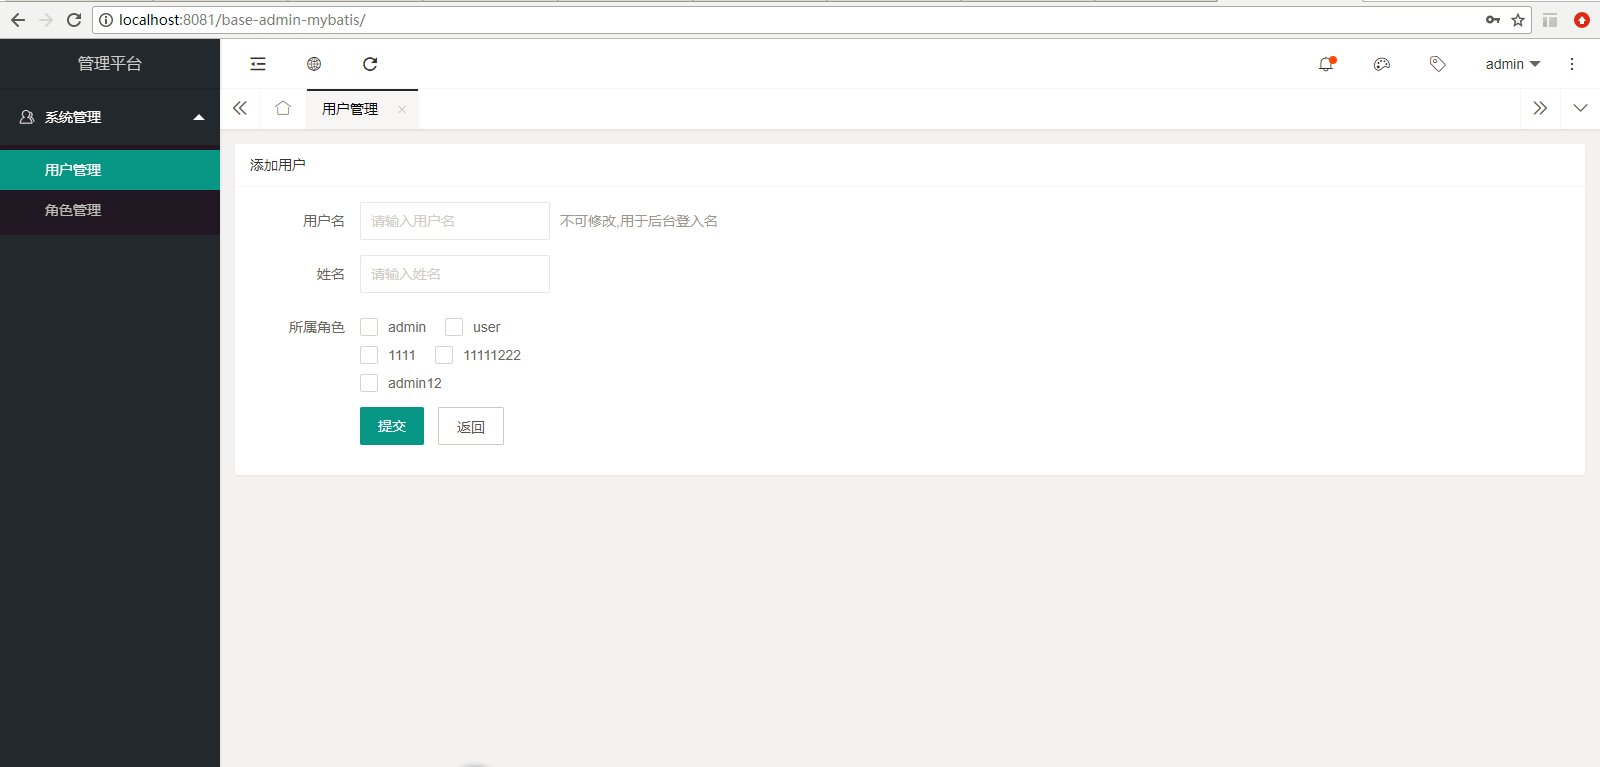 localhost:8081/base-admin-mybatis/
管理平台
admin
系统管理
用户管理
用户管理
角色管理
添加用户
用户名 请输入用户名 不可修改,用于后台登入名
姓名 请输入姓名
所属角色 admin user
1111 11111222
admin12
提交 返回